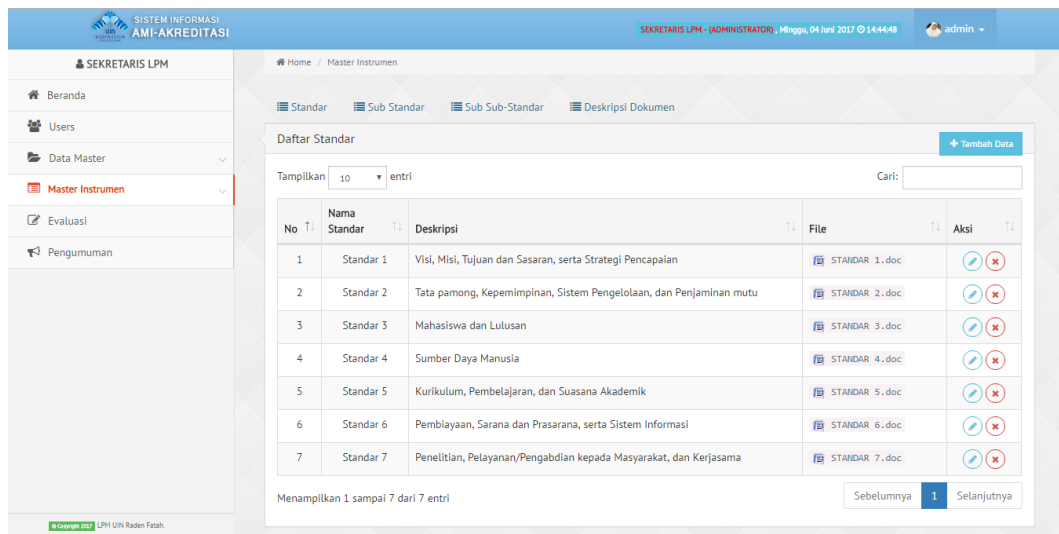 SISTEM INFORMASI
AMI-AKREDITASI
SEKRETARIS LPM - (ADMINISTRATOR) , Minggu, 04 Juni 2017 14:44:48
admin
SEKRETARIS LPM
Home / Master Instrumen
Beranda
Users
Data Master
Master Instrumen
Evaluasi
Pengumuman
Standar Sub Standar Sub Sub-Standar Deskripsi Dokumen
Daftar Standar
+ Tambah Data
Tampilkan 10 entri
Cari:
No Nama Standar Deskripsi File Aksi
1 Standar 1 Visi, Misi, Tujuan dan Sasaran, serta Strategi Pencapaian STANDAR 1.doc
2 Standar 2 Tata pamong, Kepemimpinan, Sistem Pengelolaan, dan Penjaminan mutu STANDAR 2.doc
3 Standar 3 Mahasiswa dan Lulusan STANDAR 3.doc
4 Standar 4 Sumber Daya Manusia STANDAR 4.doc
5 Standar 5 Kurikulum, Pembelajaran, dan Suasana Akademik STANDAR 5.doc
6 Standar 6 Pembiayaan, Sarana dan Prasarana, serta Sistem Informasi STANDAR 6.doc
7 Standar 7 Penelitian, Pelayanan/Pengabdian kepada Masyarakat, dan Kerjasama STANDAR 7.doc
Menampilkan 1 sampai 7 dari 7 entri
Sebelumnya 1 Selanjutnya
© Copyright 2017 LPM UIN Raden Fatah.